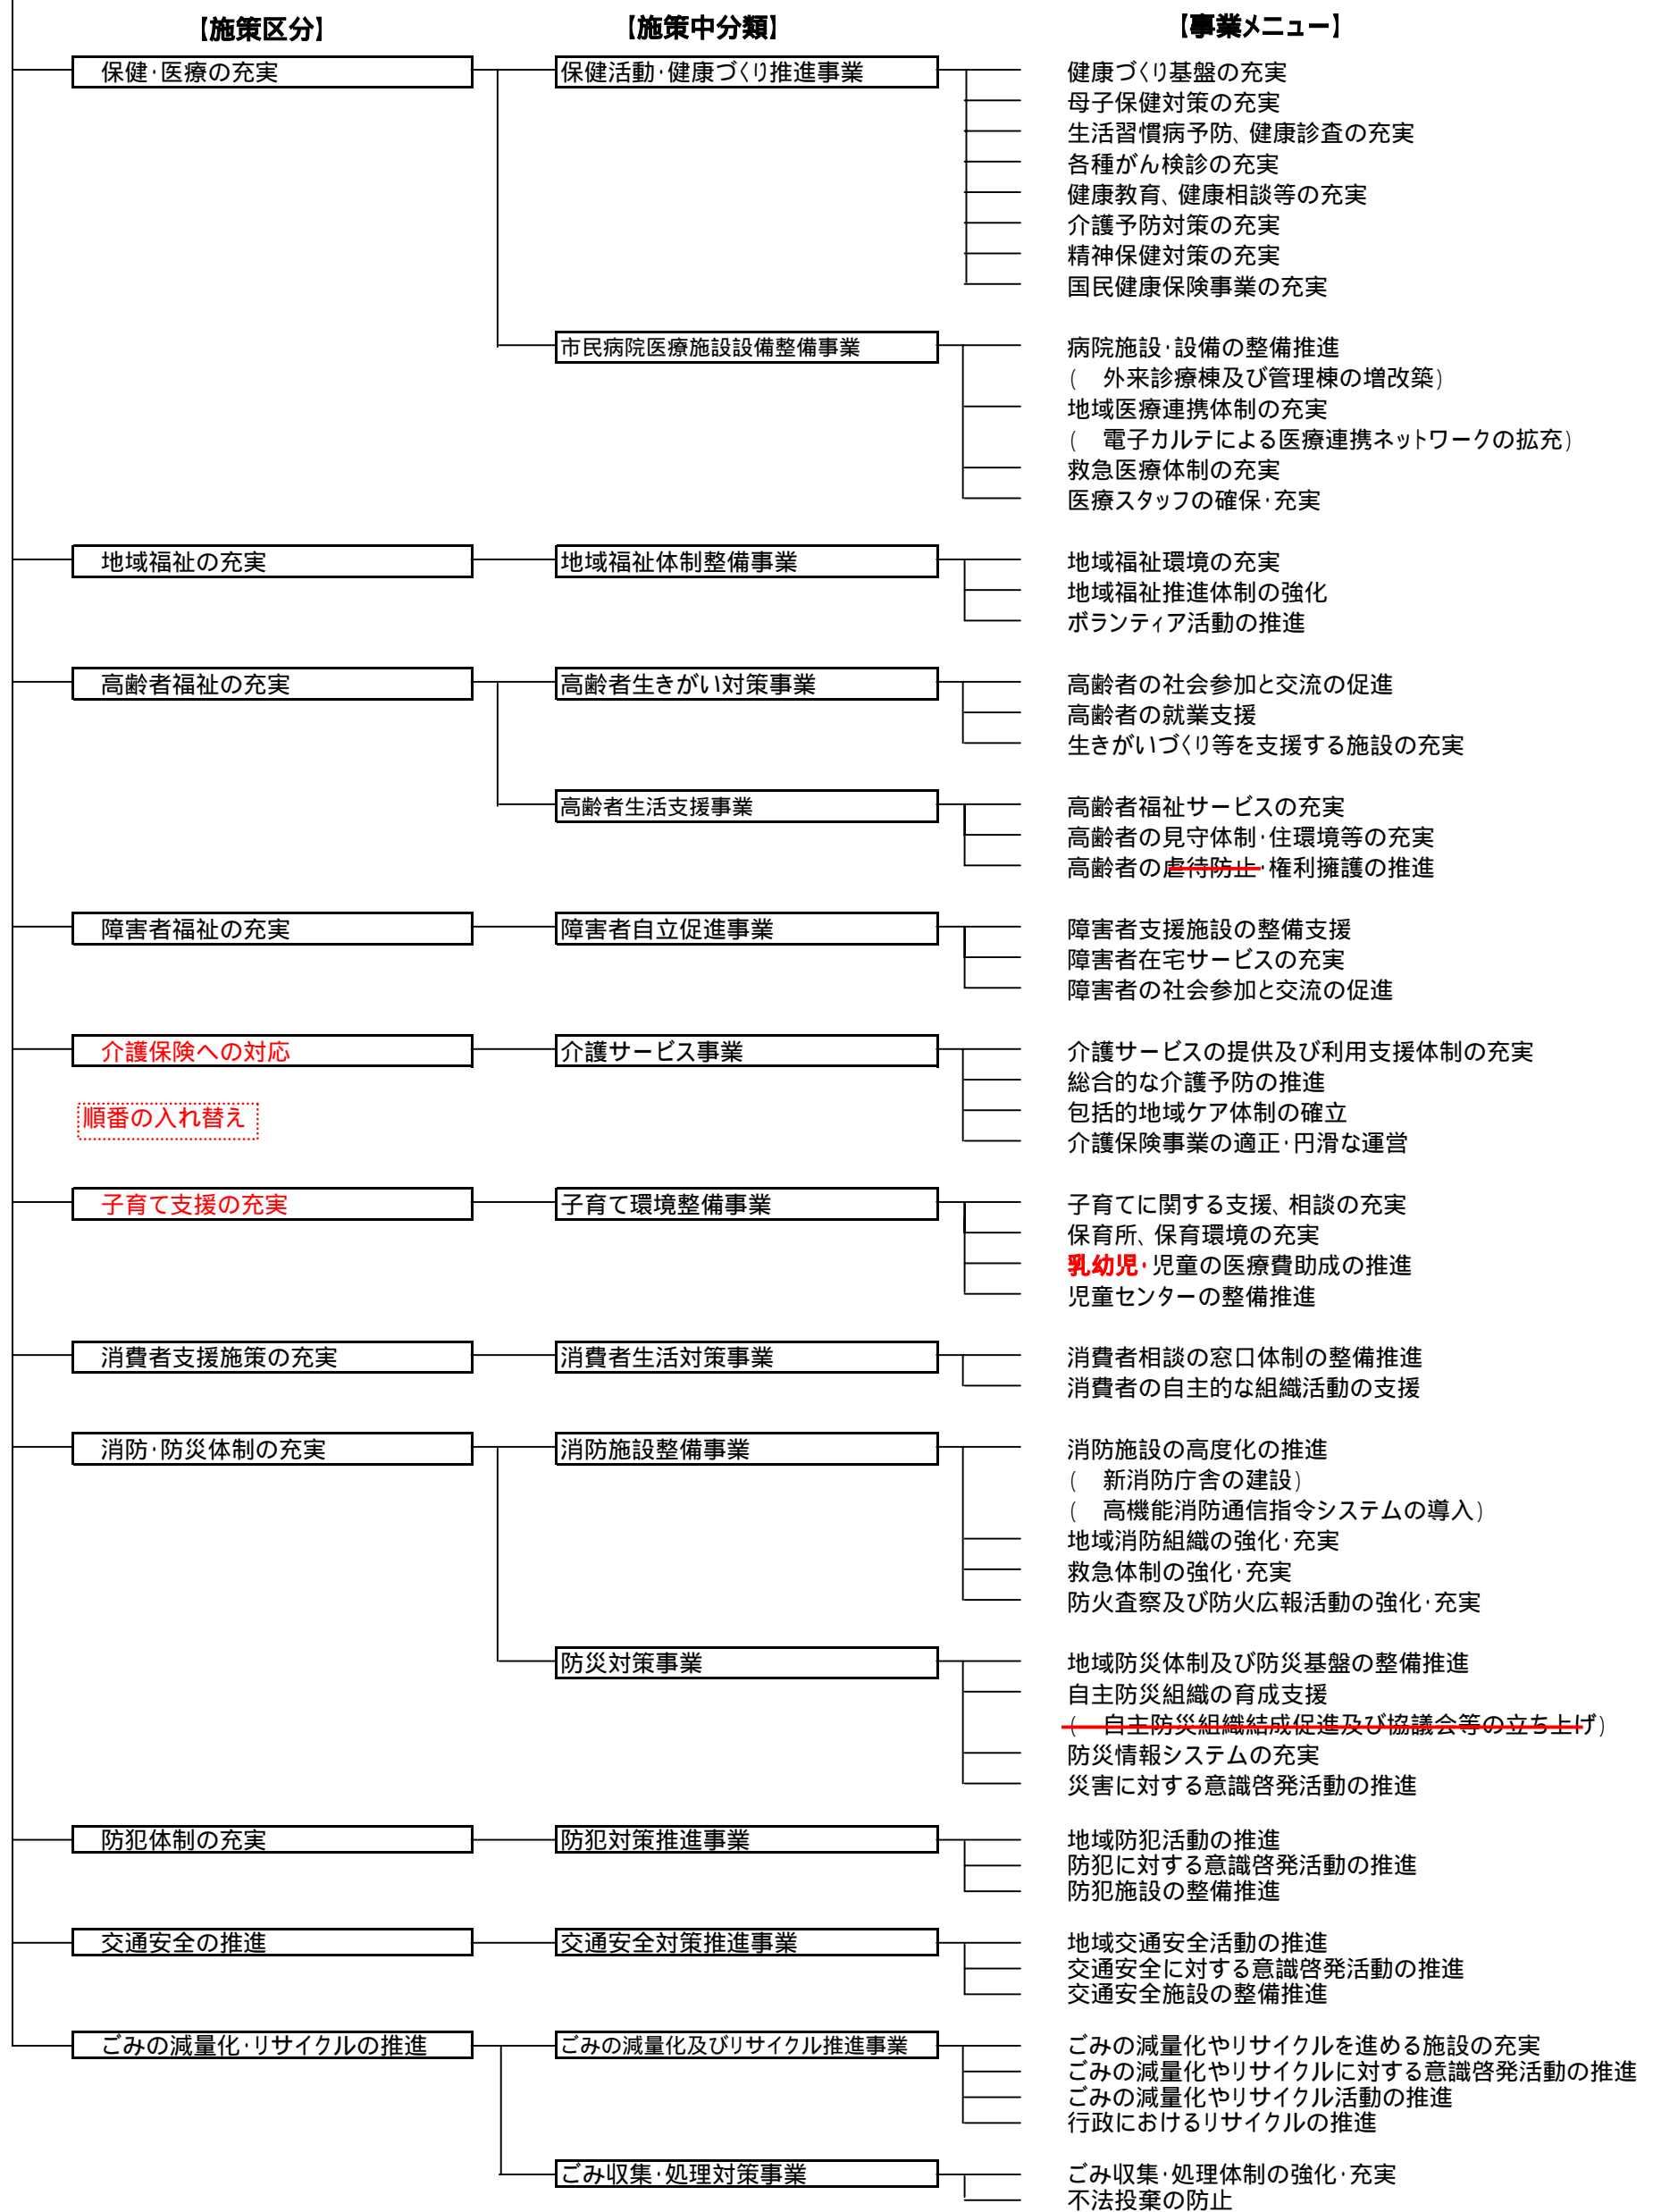 【施策区分】 【施策中分類】 【事業メニュー】
保健・医療の充実 保健活動・健康づくり推進事業 健康づくり基盤の充実
母子保健対策の充実
生活習慣病予防、健康診査の充実
各種がん検診の充実
健康教育、健康相談等の充実
介護予防対策の充実
精神保健対策の充実
国民健康保険事業の充実
市民病院医療施設設備整備事業 病院施設・設備の整備推進
(　外来診療棟及び管理棟の増改築)
地域医療連携体制の充実
(　電子カルテによる医療連携ネットワークの拡充)
救急医療体制の充実
医療スタッフの確保・充実
地域福祉の充実 地域福祉体制整備事業 地域福祉環境の充実
地域福祉推進体制の強化
ボランティア活動の推進
高齢者福祉の充実 高齢者生きがい対策事業 高齢者の社会参加と交流の促進
高齢者の就業支援
生きがいづくり等を支援する施設の充実
高齢者生活支援事業 高齢者福祉サービスの充実
高齢者の見守体制・住環境等の充実
高齢者の虐待防止・権利擁護の推進
障害者福祉の充実 障害者自立促進事業 障害者支援施設の整備支援
障害者在宅サービスの充実
障害者の社会参加と交流の促進
介護保険への対応 介護サービス事業 介護サービスの提供及び利用支援体制の充実
総合的な介護予防の推進
順番の入れ替え 包括的地域ケア体制の確立
介護保険事業の適正・円滑な運営
子育て支援の充実 子育て環境整備事業 子育てに関する支援、相談の充実
保育所、保育環境の充実
乳幼児・児童の医療費助成の推進
児童センターの整備推進
消費者支援施策の充実 消費者生活対策事業 消費者相談の窓口体制の整備推進
消費者の自主的な組織活動の支援
消防・防災体制の充実 消防施設整備事業 消防施設の高度化の推進
(　新消防庁舎の建設)
(　高機能消防通信指令システムの導入)
地域消防組織の強化・充実
救急体制の強化・充実
防火査察及び防火広報活動の強化・充実
防災対策事業 地域防災体制及び防災基盤の整備推進
自主防災組織の育成支援
(　自主防災組織結成促進及び協議会等の立ち上げ)
防災情報システムの充実
災害に対する意識啓発活動の推進
防犯体制の充実 防犯対策推進事業 地域防犯活動の推進
防犯に対する意識啓発活動の推進
防犯施設の整備推進
交通安全の推進 交通安全対策推進事業 地域交通安全活動の推進
交通安全に対する意識啓発活動の推進
交通安全施設の整備推進
ごみの減量化・リサイクルの推進 ごみの減量化及びリサイクル推進事業 ごみの減量化やリサイクルを進める施設の充実
ごみの減量化やリサイクルに対する意識啓発活動の推進
ごみの減量化やリサイクル活動の推進
行政におけるリサイクルの推進
ごみ収集・処理対策事業 ごみ収集・処理体制の強化・充実
不法投棄の防止